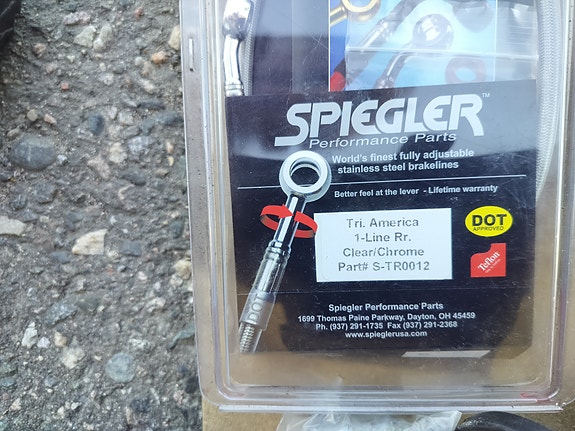 SPIEGLER™
Performance Parts
World's finest fully adjustable
stainless steel brakelines
Better feel at the lever - Lifetime warranty
Tri. America
1-Line Rr.
Clear/Chrome
Part# S-TR0012
DOT
APPROVED
Teflon
Spiegler Performance Parts
1699 Thomas Paine Parkway, Dayton, OH 45459
Ph. (937) 291-1735 Fax (937) 291-2368
www.spieglerusa.com